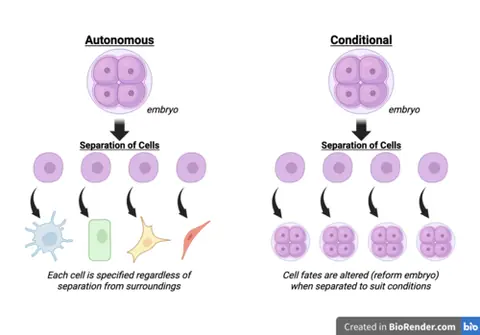 Autonomous
embryo
Separation of Cells
Each cell is specified regardless of
separation from surroundings
Conditional
embryo
Separation of Cells
Cell fates are altered (reform embryo)
when separated to suit conditions
Created in BioRender.com bio